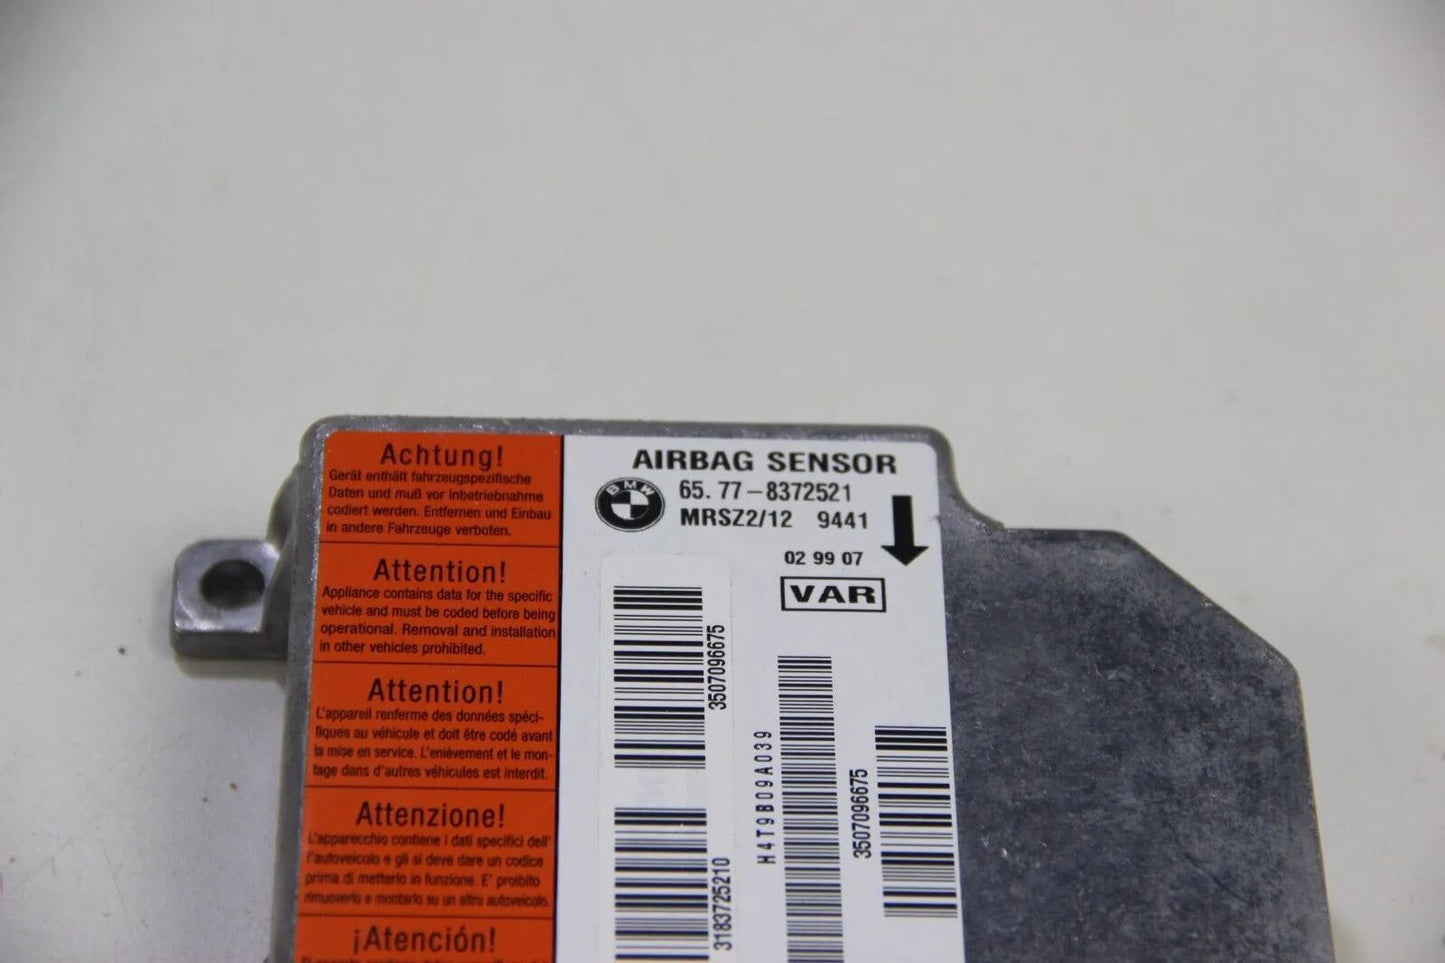 Achtung!
Gerät enthält fahrzeugspezifische
Daten und muß vor Inbetriebnahme
codiert werden. Entfernen und Einbau
in andere Fahrzeuge verboten.
Attention!
Appliance contains data for the specific
vehicle and must be coded before being
operational. Removal and installation
in other vehicles prohibited.
Attention!
L'appareil renferme des données spéci-
fiques au véhicule et doit être codé avant
la mise en service. L'enièvement et le mon-
tage dans d'autres véhicules est interdit.
Attenzione!
L'apparecchio contiene i dati specifici dell'
l'autoveicolo e gli si deve dare un codice
prima di metterlo in funzione. E' proibito
rimuoverlo e montarlo su un altro autoveicolo.
¡Atención!
AIRBAG SENSOR
BMW
65. 77-8372521
MRSZ2/12 9441
02 99 07
VAR
3507096675
3183725210
H4T9B09A039
3507096675